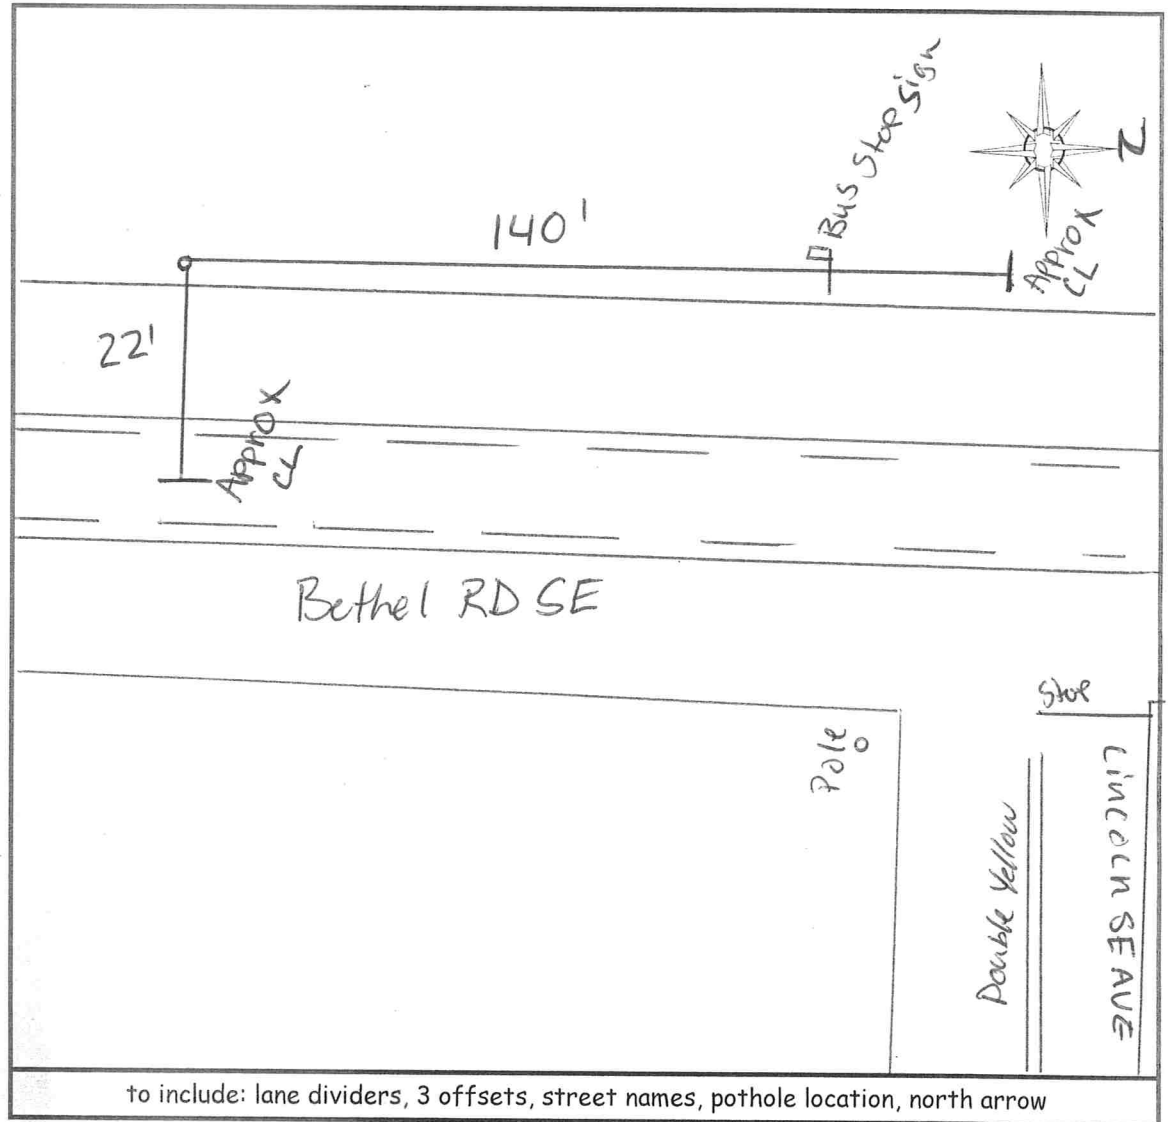 Bus Stop Sign
N
140'
Approx
CL
22'
Approx
CL
Bethel RD SE
Stop
Pole
Double Yellow
Lincoln SE AVE
to include: lane dividers, 3 offsets, street names, pothole location, north arrow